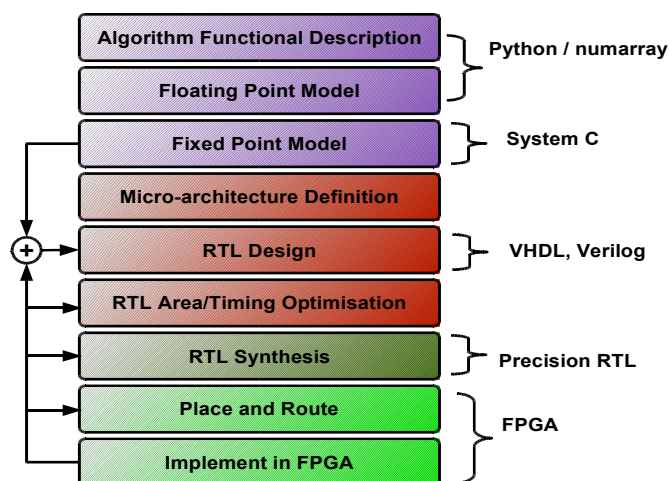 Algorithm Functional Description
Python / numarray
Floating Point Model
Fixed Point Model
System C
Micro-architecture Definition
+
RTL Design
VHDL, Verilog
RTL Area/Timing Optimisation
RTL Synthesis
Precision RTL
Place and Route
FPGA
Implement in FPGA